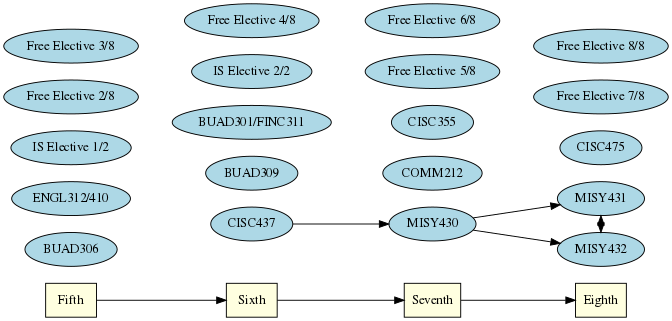 Free Elective 3/8
Free Elective 2/8
IS Elective 1/2
ENGL312/410
BUAD306
Fifth
Free Elective 4/8
IS Elective 2/2
BUAD301/FINC311
BUAD309
CISC437
Sixth
Free Elective 6/8
Free Elective 5/8
CISC355
COMM212
MISY430
Seventh
Free Elective 8/8
Free Elective 7/8
CISC475
MISY431
MISY432
Eighth